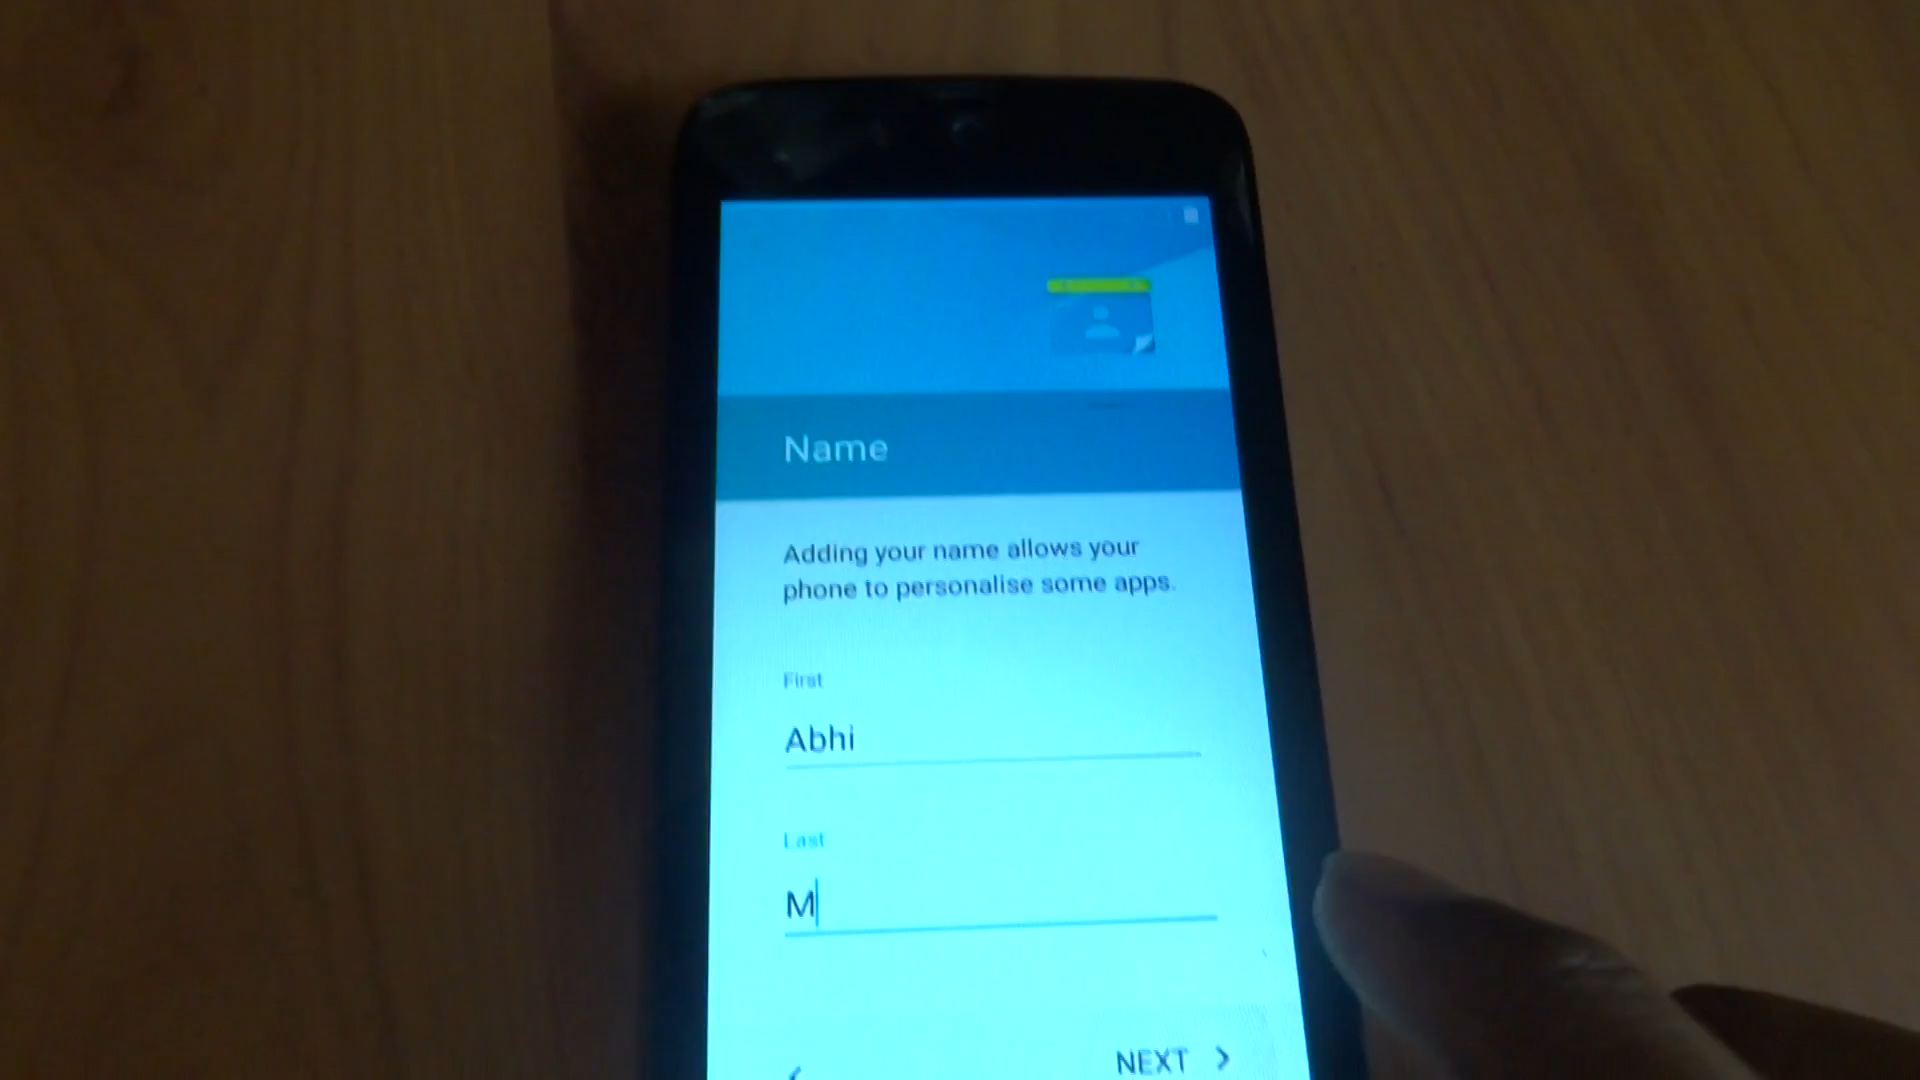 Name
Adding your name allows your
phone to personalise some apps.
First
Abhi
Last
M
NEXT